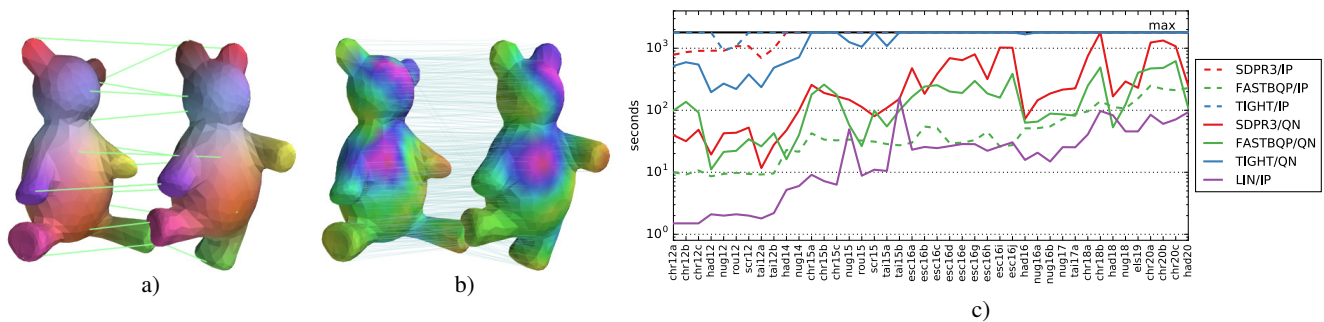 a)
b)
max
10³
10²
10¹
10⁰
seconds
chr12a
chr12b
chr12c
had12
nug12
rou12
scr12
tai12a
tai12b
had14
nug14
chr15a
chr15b
chr15c
nug15
rou15
scr15
tai15a
tai15b
esc16a
esc16b
esc16c
esc16d
esc16e
esc16g
esc16h
esc16i
esc16j
had16
nug16a
nug16b
nug17
tai17a
chr18a
chr18b
had18
nug18
els19
chr20a
chr20b
chr20c
had20
c)
SDPR3/IP
FASTBQP/IP
TIGHT/IP
SDPR3/QN
FASTBQP/QN
TIGHT/QN
LIN/IP